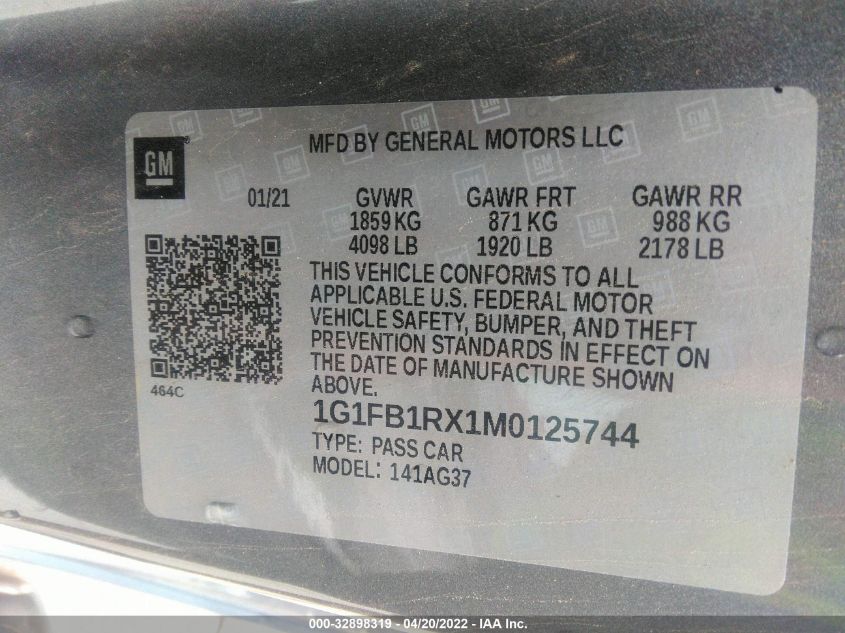 MFD BY GENERAL MOTORS LLC
GM
01/21 GVWR GAWR FRT GAWR RR
1859 KG 871 KG 988 KG
4098 LB 1920 LB 2178 LB
THIS VEHICLE CONFORMS TO ALL
APPLICABLE U.S. FEDERAL MOTOR
VEHICLE SAFETY, BUMPER, AND THEFT
PREVENTION STANDARDS IN EFFECT ON
THE DATE OF MANUFACTURE SHOWN
ABOVE.
464C
1G1FB1RX1M0125744
TYPE: PASS CAR
MODEL: 141AG37
000-32898319 - 04/20/2022 - IAA Inc.